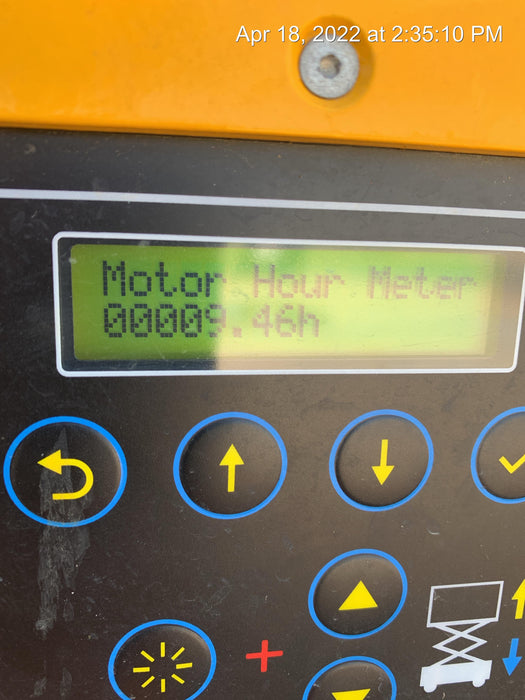 Apr 18, 2022 at 2:35:10 PM
Motor Hour Meter
00009.46h